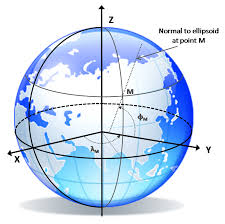 Z
Normal to ellipsoid
at point M
M
ϕM
λM
X
Y